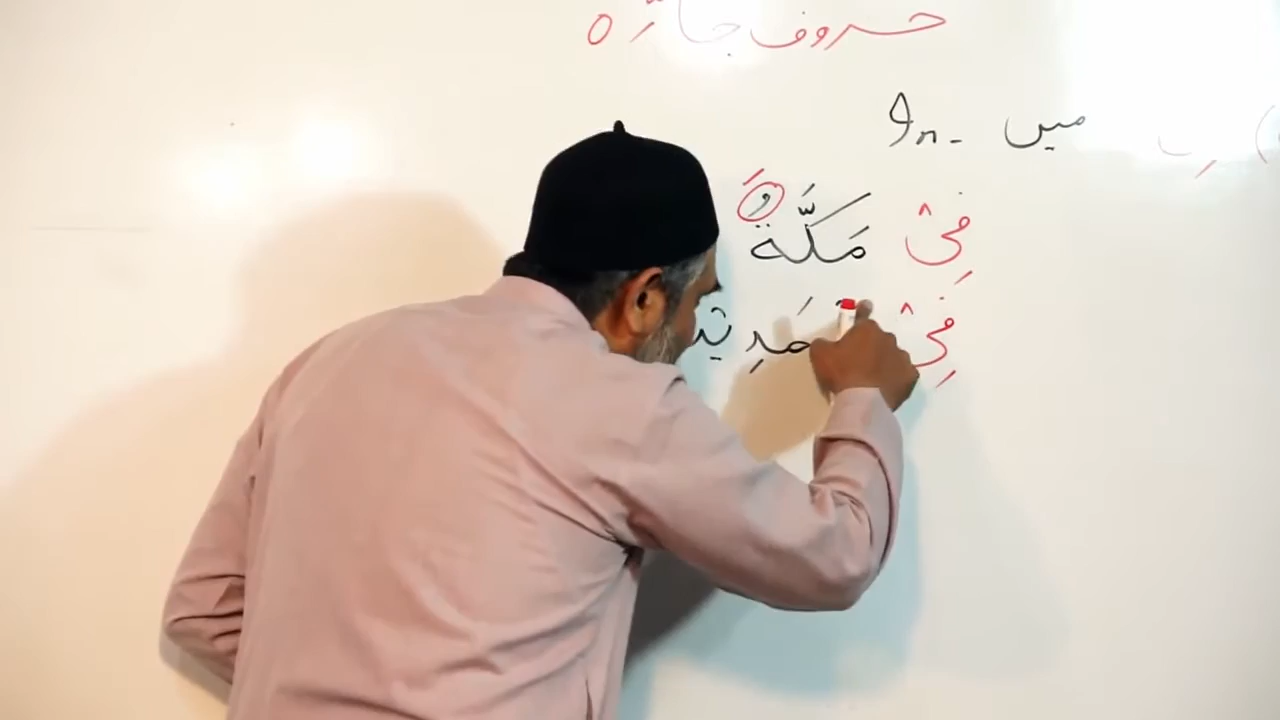 حروف جارّہ
میں In -
فِیْ مَكَّةَ
فِیْ